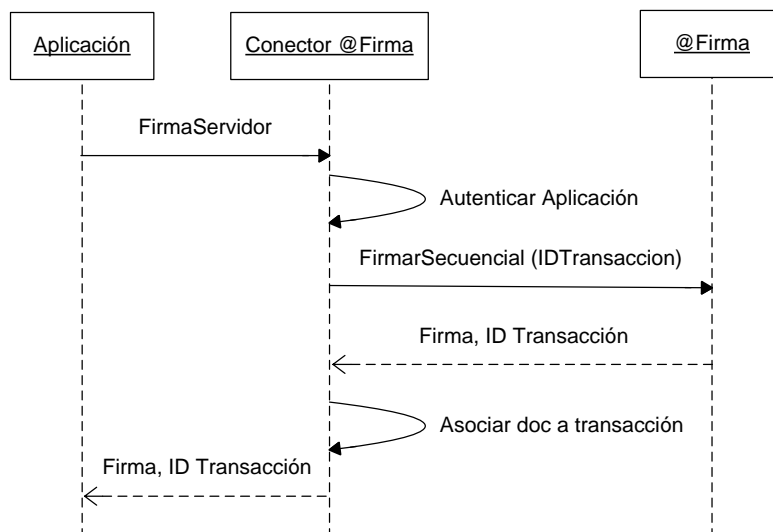 Aplicación
Conector @Firma
@Firma
FirmaServidor
Autenticar Aplicación
FirmarSecuencial (IDTransaccion)
Firma, ID Transacción
Asociar doc a transacción
Firma, ID Transacción